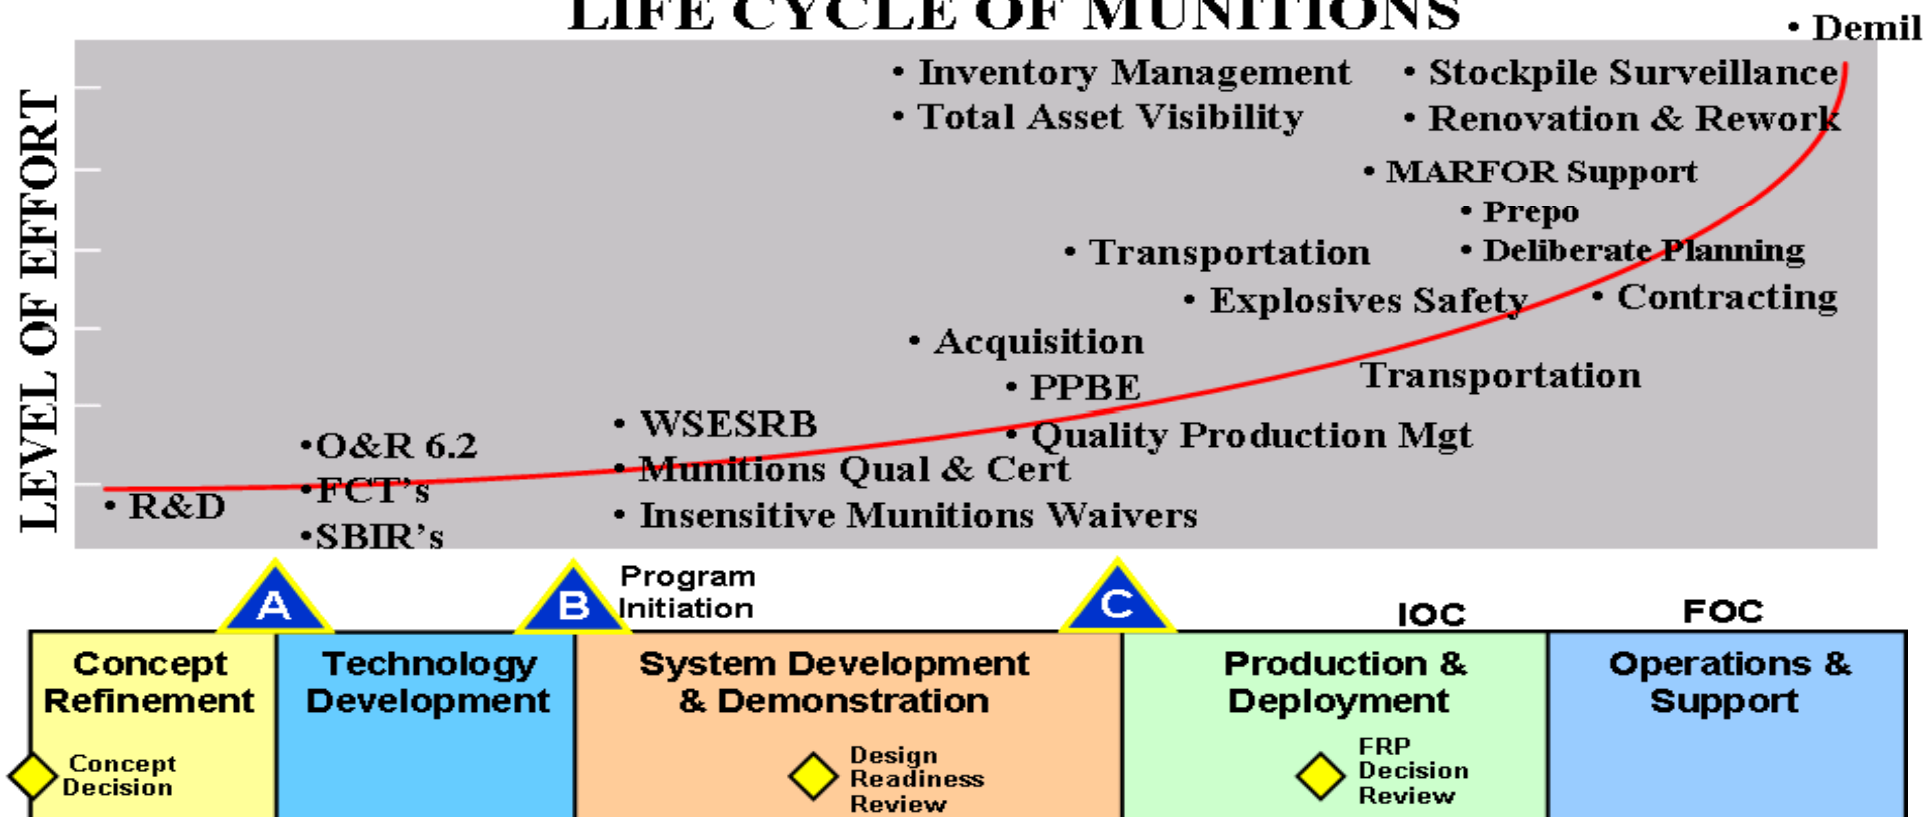 LIFE CYCLE OF MUNITIONS
• Demil
LEVEL OF EFFORT
• Inventory Management
• Total Asset Visibility
• Stockpile Surveillance
• Renovation & Rework
• MARFOR Support
• Prepo
• Deliberate Planning
• Transportation
• Explosives Safety
• Contracting
• Acquisition
• PPBE
Transportation
• Quality Production Mgt
• WSESRB
• Munitions Qual & Cert
• Insensitive Munitions Waivers
•O&R 6.2
•FCT's
•SBIR's
• R&D
A
B
Program
Initiation
C
IOC
FOC
Concept
Refinement
Technology
Development
System Development
& Demonstration
Production &
Deployment
Operations &
Support
Concept
Decision
Design
Readiness
Review
FRP
Decision
Review